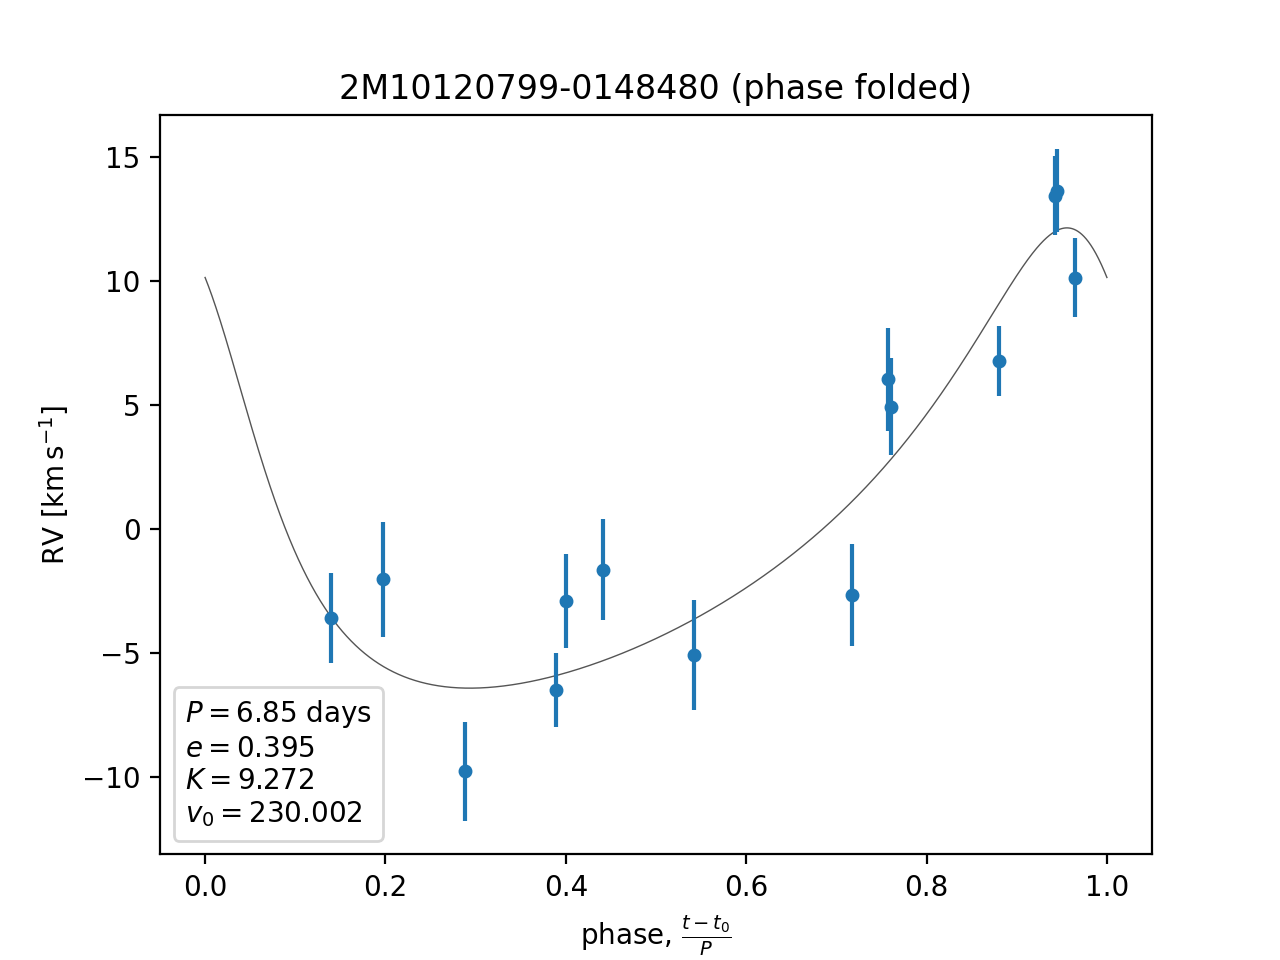 2M10120799-0148480 (phase folded)
15
10
5
0
−5
−10
RV [km s⁻¹]
P = 6.85 days
e = 0.395
K = 9.272
v₀ = 230.002
0.0 0.2 0.4 0.6 0.8 1.0
phase, (t − t₀)/P